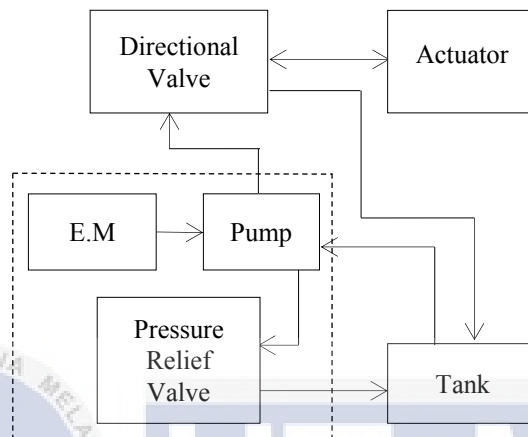 Directional
Valve
Actuator
E.M
Pump
Pressure
Relief
Valve
Tank